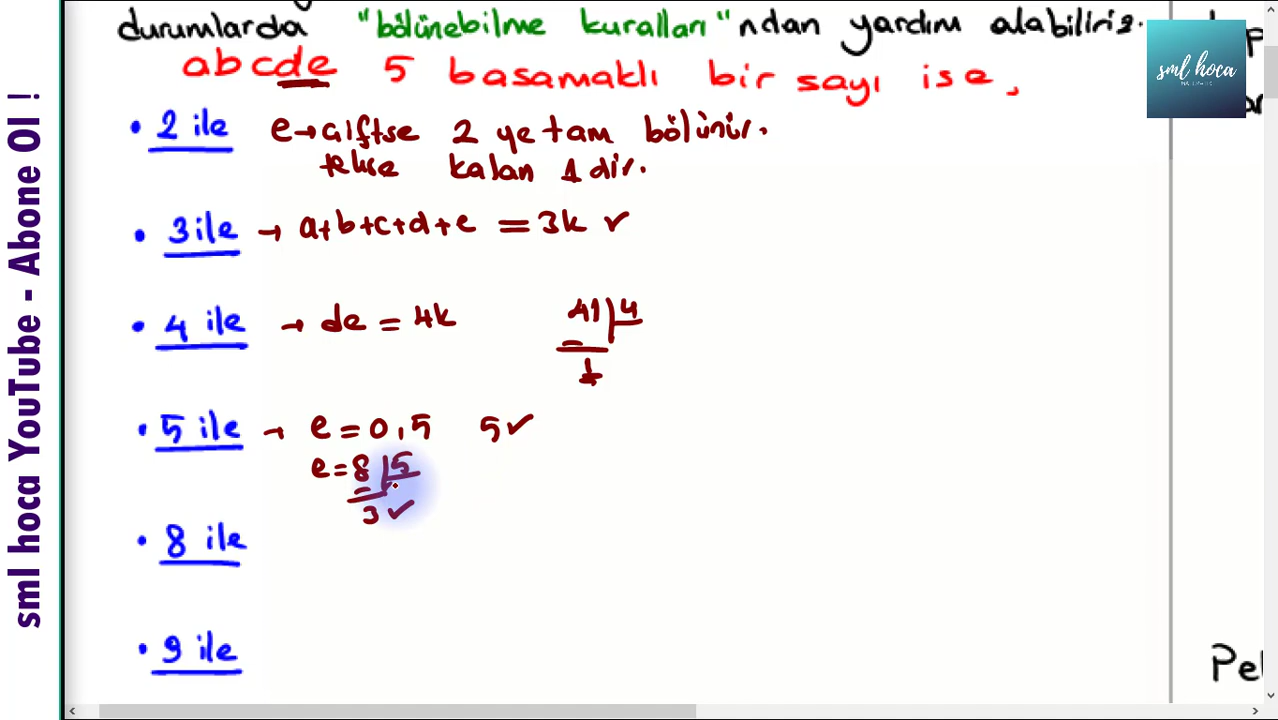 durumlarda "bölünebilme kuralları"ndan yardım alabiliriz.
abcde 5 basamaklı bir sayı ise,
• 2 ile e→çiftse 2 ye tam bölünür.
tekse kalan 1 dir.
• 3 ile → a+b+c+d+e = 3k ✓
• 4 ile → de = 4k 41 | 4
1
• 5 ile → e = 0,5 5 ✓
e = 8 | 5
3 ✓
• 8 ile
• 9 ile
sml hoca YouTube - Abone Ol !
sml hoca
Pel